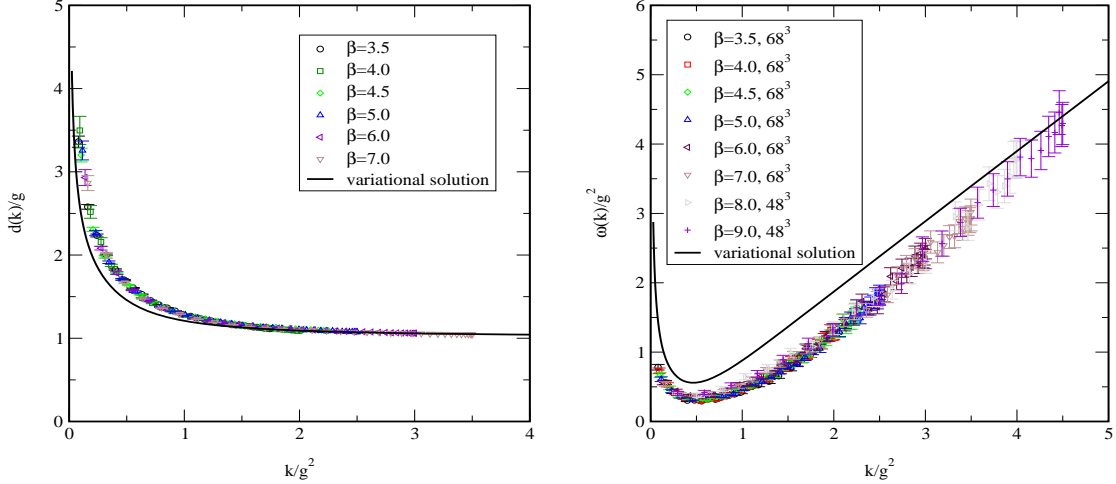 5
4
3
2
1
0
0
1
2
3
4
d(k)/g
k/g²
β=3.5
β=4.0
β=4.5
β=5.0
β=6.0
β=7.0
variational solution
6
5
4
3
2
1
0
0
1
2
3
4
5
ω(k)/g²
k/g²
β=3.5, 68³
β=4.0, 68³
β=4.5, 68³
β=5.0, 68³
β=6.0, 68³
β=7.0, 68³
β=8.0, 48³
β=9.0, 48³
variational solution